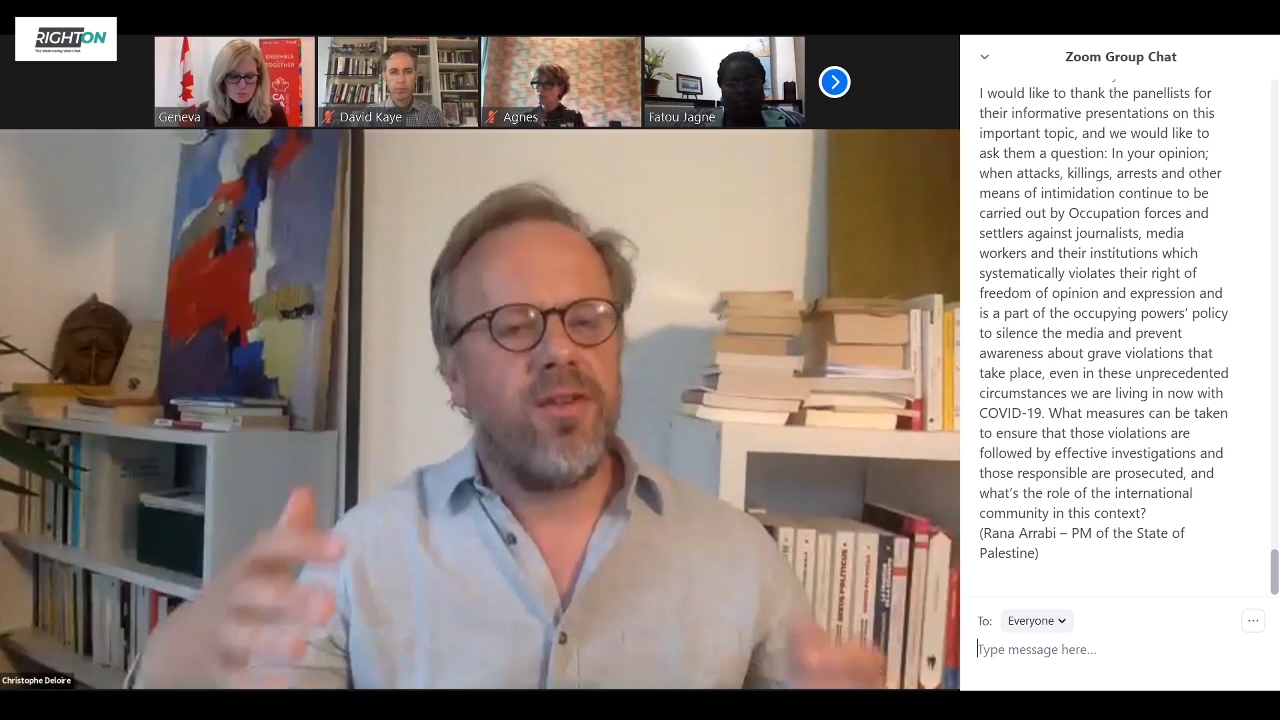 RIGHTON
The Wednesday Web Chat
ENSEMBLE
TOGETHER
CA
Geneva
David Kaye
Agnes
Fatou Jagne
Christophe Deloire
Zoom Group Chat
I would like to thank the panellists for
their informative presentations on this
important topic, and we would like to
ask them a question: In your opinion;
when attacks, killings, arrests and other
means of intimidation continue to be
carried out by Occupation forces and
settlers against journalists, media
workers and their institutions which
systematically violates their right of
freedom of opinion and expression and
is a part of the occupying powers’ policy
to silence the media and prevent
awareness about grave violations that
take place, even in these unprecedented
circumstances we are living in now with
COVID-19. What measures can be taken
to ensure that those violations are
followed by effective investigations and
those responsible are prosecuted, and
what’s the role of the international
community in this context?
(Rana Arrabi – PM of the State of
Palestine)
To: Everyone
Type message here...